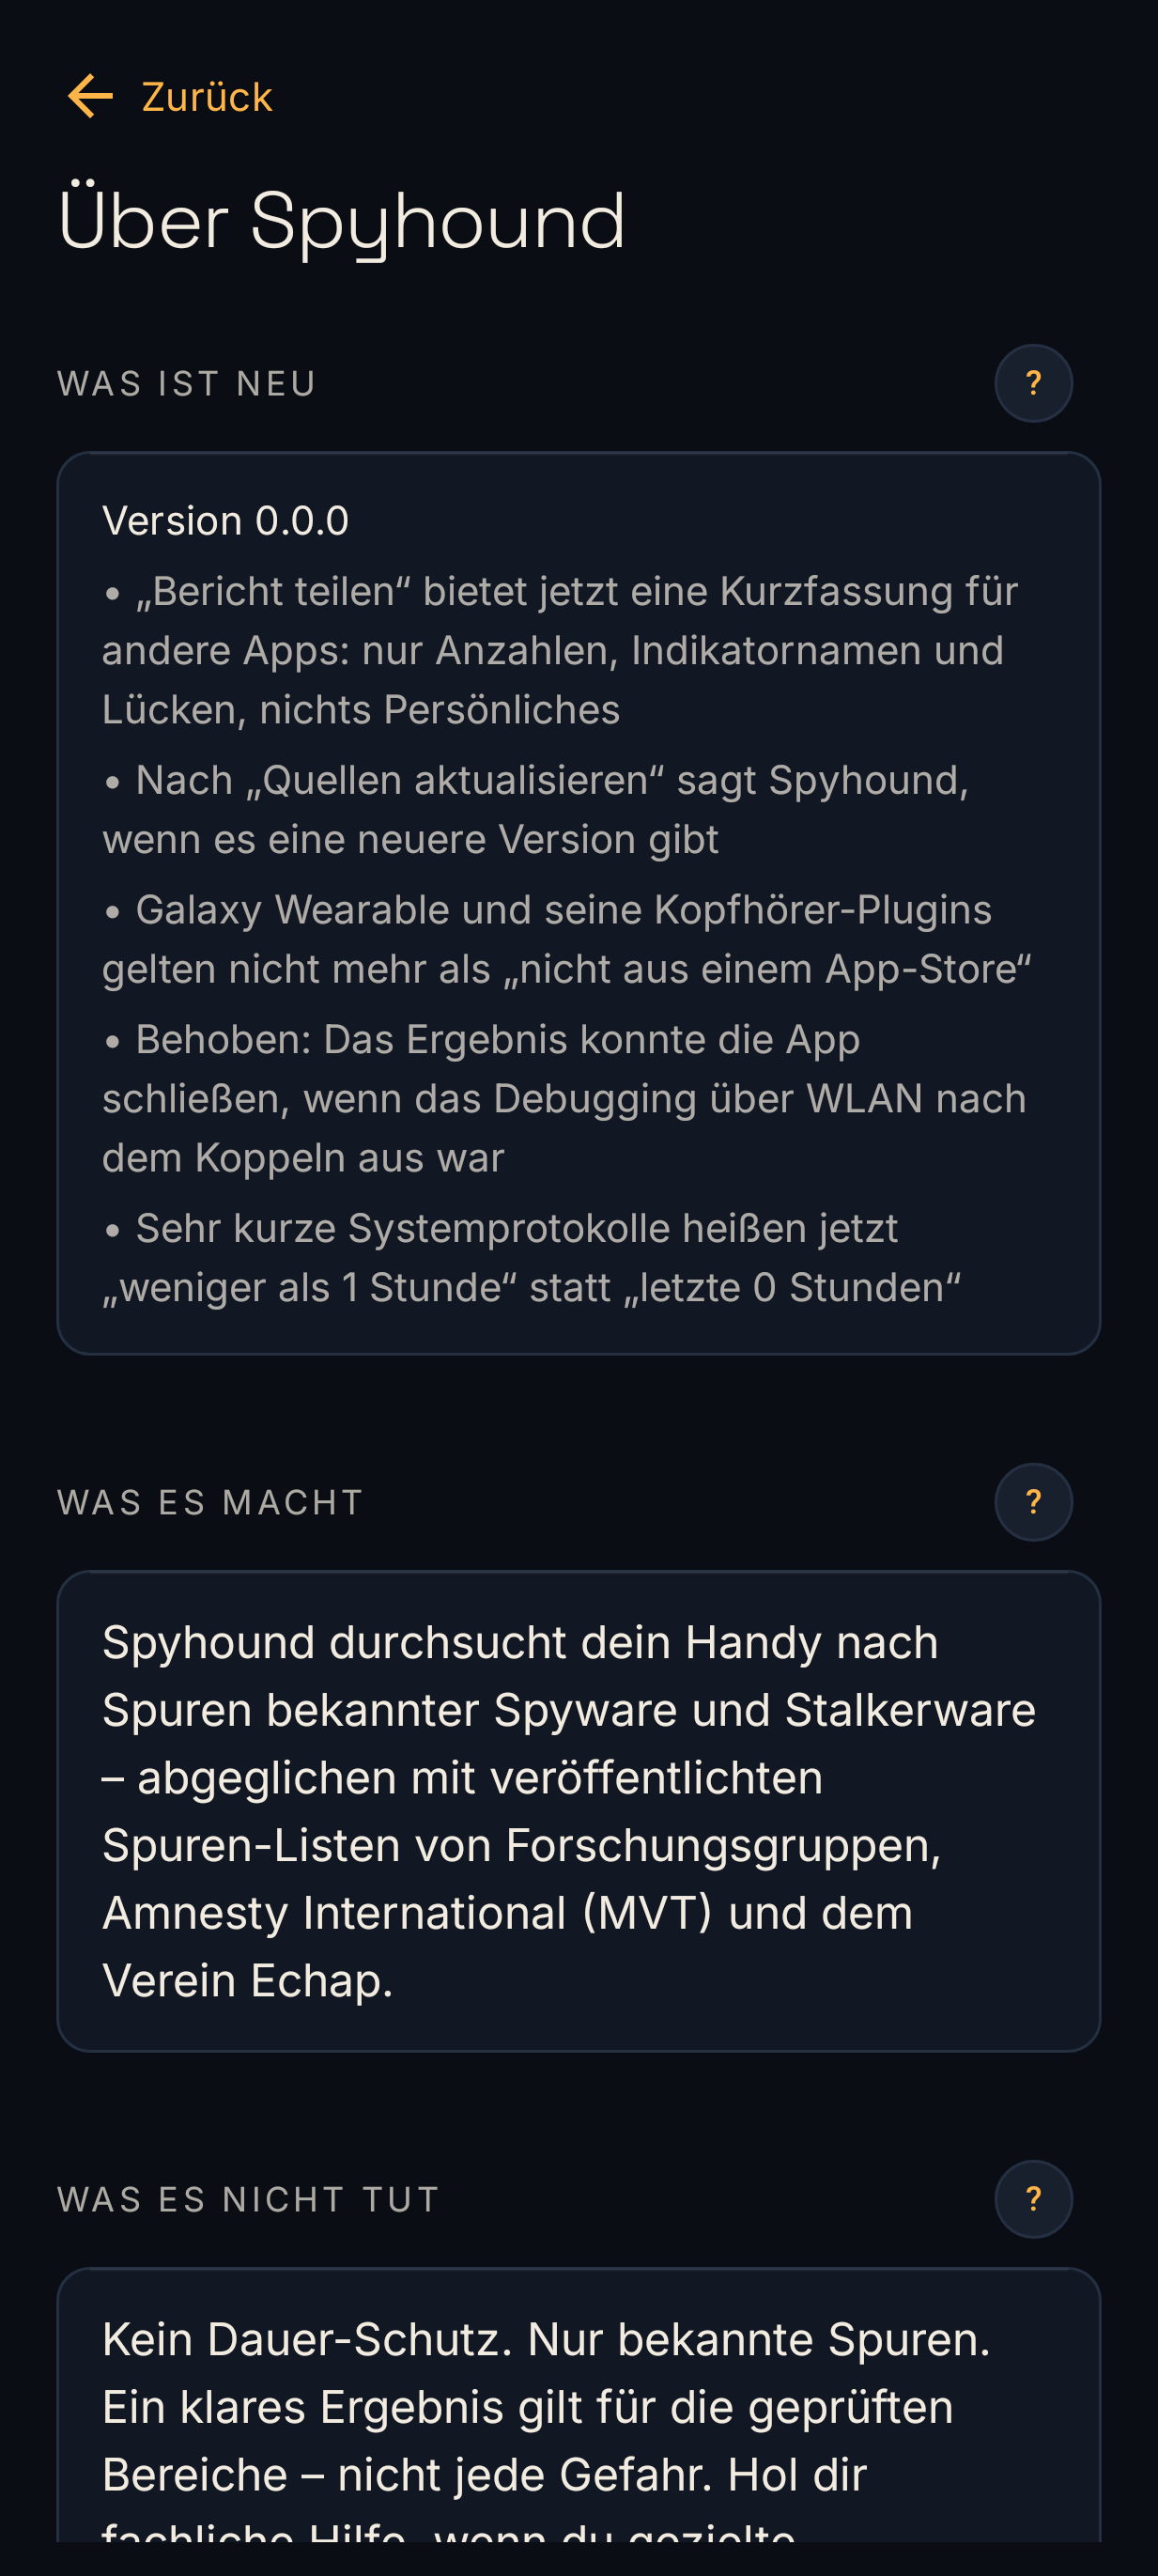 Zurück
Über Spyhound
WAS IST NEU
?
Version 0.0.0
• „Bericht teilen“ bietet jetzt eine Kurzfassung für
andere Apps: nur Anzahlen, Indikatornamen und
Lücken, nichts Persönliches
• Nach „Quellen aktualisieren“ sagt Spyhound,
wenn es eine neuere Version gibt
• Galaxy Wearable und seine Kopfhörer-Plugins
gelten nicht mehr als „nicht aus einem App-Store“
• Behoben: Das Ergebnis konnte die App
schließen, wenn das Debugging über WLAN nach
dem Koppeln aus war
• Sehr kurze Systemprotokolle heißen jetzt
„weniger als 1 Stunde“ statt „letzte 0 Stunden“
WAS ES MACHT
?
Spyhound durchsucht dein Handy nach
Spuren bekannter Spyware und Stalkerware
– abgeglichen mit veröffentlichten
Spuren-Listen von Forschungsgruppen,
Amnesty International (MVT) und dem
Verein Echap.
WAS ES NICHT TUT
?
Kein Dauer-Schutz. Nur bekannte Spuren.
Ein klares Ergebnis gilt für die geprüften
Bereiche – nicht jede Gefahr. Hol dir
fachliche Hilfe, wenn du gezielte